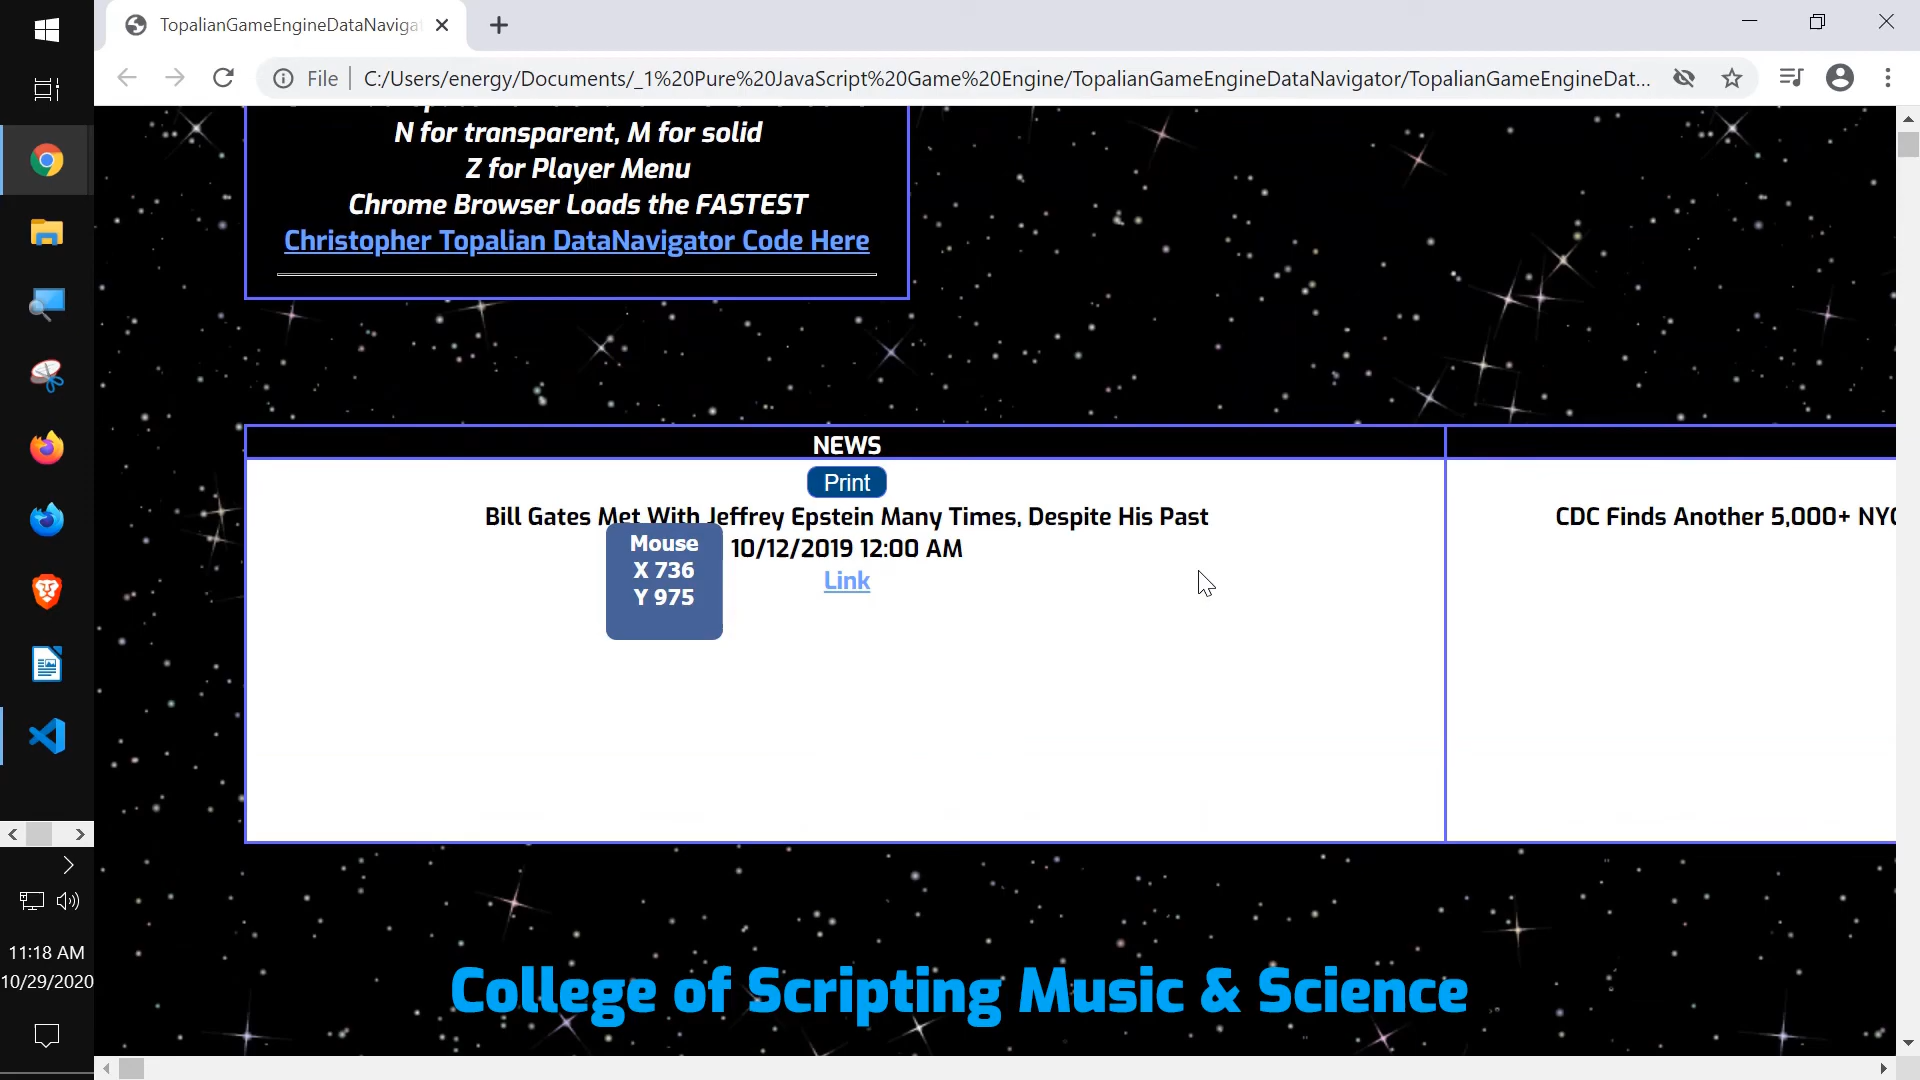 TopalianGameEngineDataNaviga
File
C:/Users/energy/Documents/_1%20Pure%20JavaScript%20Game%20Engine/TopalianGameEngineDataNavigator/TopalianGameEngineDat...
N for transparent, M for solid
Z for Player Menu
Chrome Browser Loads the FASTEST
Christopher Topalian DataNavigator Code Here
NEWS
Print
Bill Gates Met With Jeffrey Epstein Many Times, Despite His Past
10/12/2019 12:00 AM
Link
Mouse
X 736
Y 975
CDC Finds Another 5,000+ NYC
11:18 AM
10/29/2020
College of Scripting Music & Science